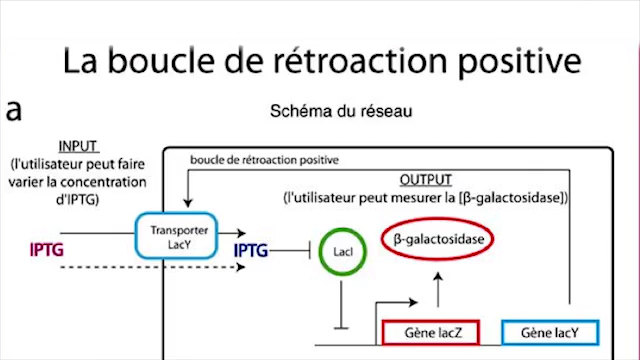 La boucle de rétroaction positive
a
Schéma du réseau
INPUT
(l'utilisateur peut faire
varier la concentration
d'IPTG)
boucle de rétroaction positive
OUTPUT
(l'utilisateur peut mesurer la [β-galactosidase])
Transporter
LacY
IPTG
IPTG
LacI
β-galactosidase
Gène lacZ
Gène lacY